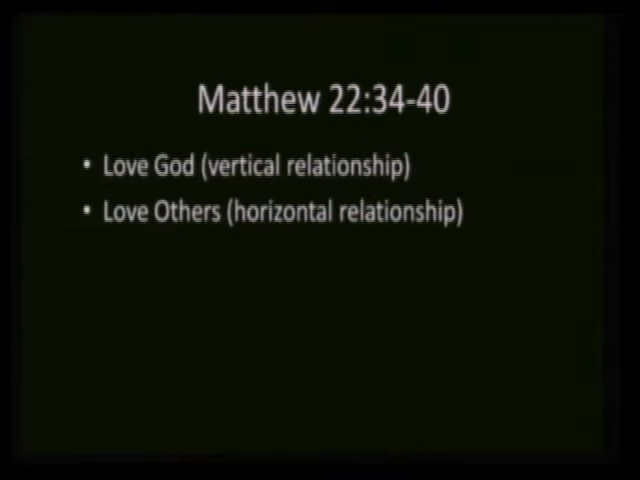 Matthew 22:34-40
• Love God (vertical relationship)
• Love Others (horizontal relationship)